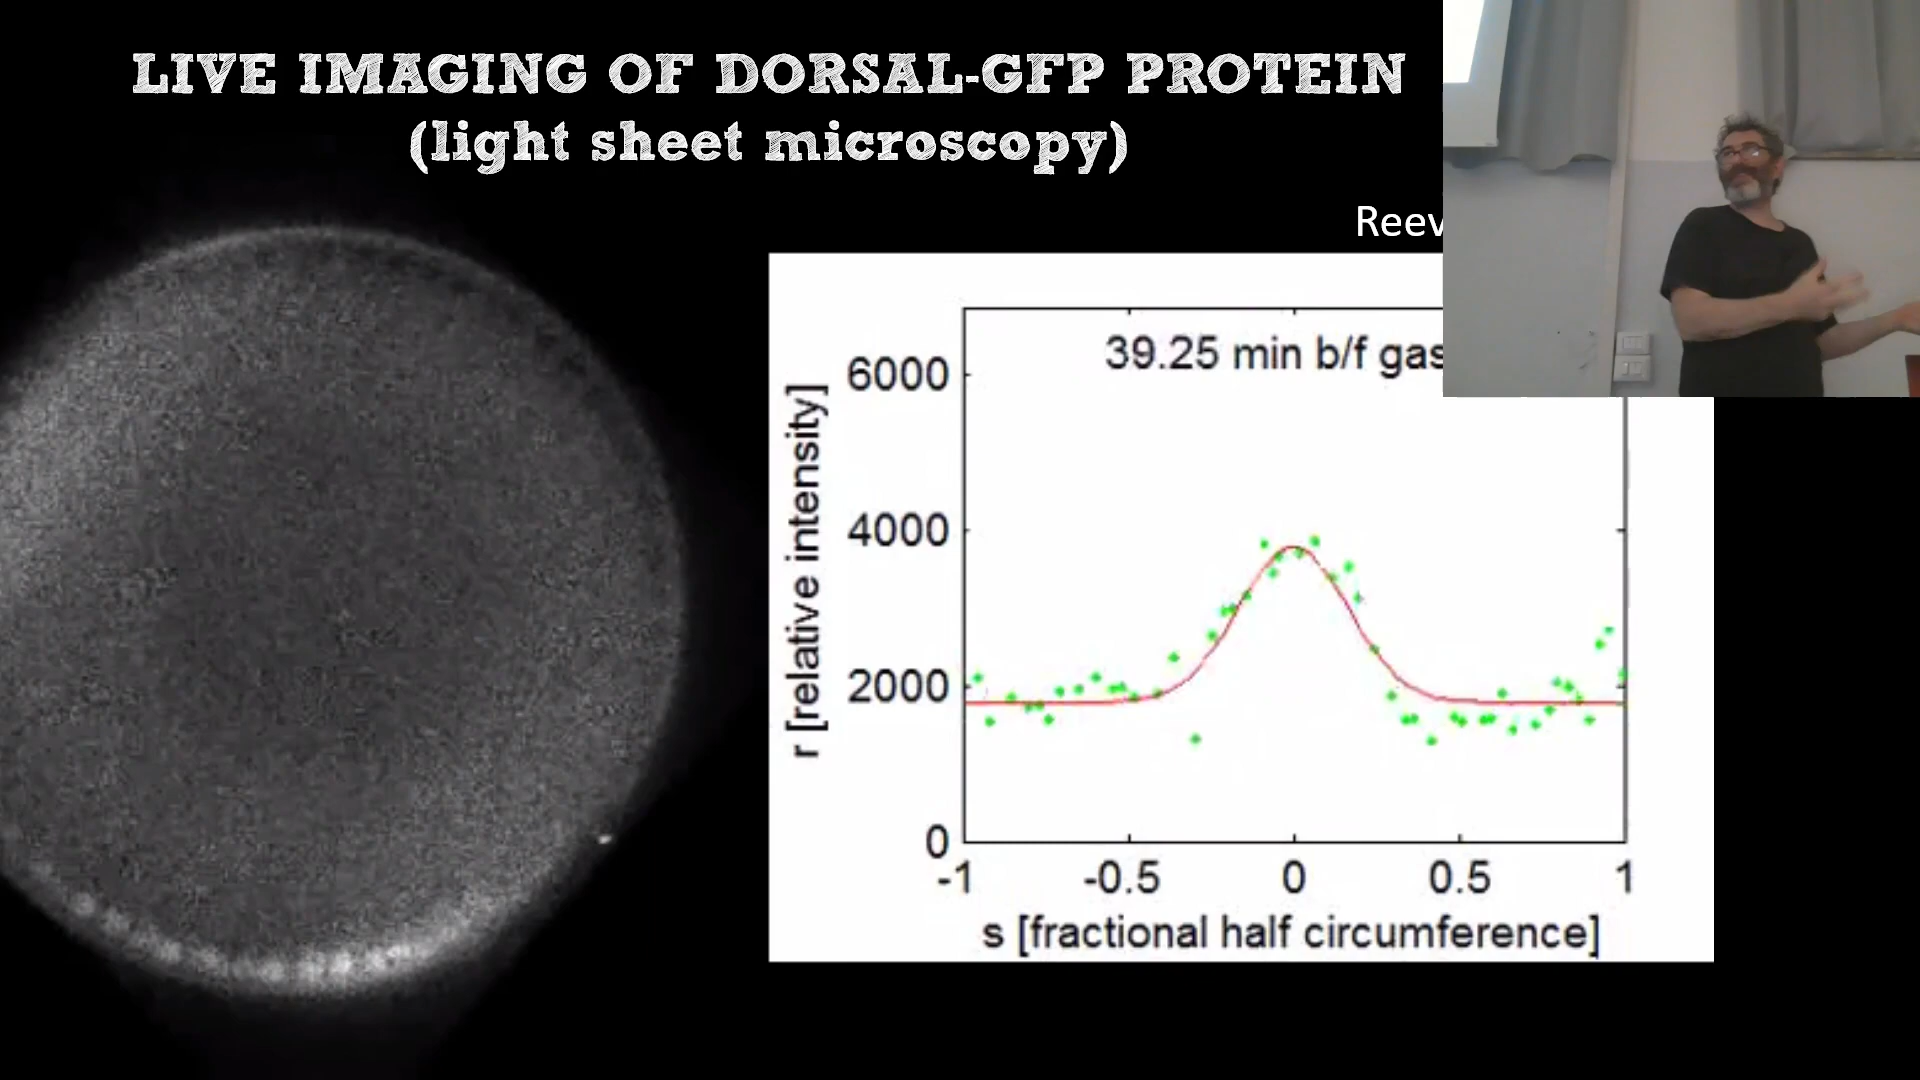 LIVE IMAGING OF DORSAL-GFP PROTEIN
(light sheet microscopy)
Reev
39.25 min b/f gas
6000
4000
2000
0
r [relative intensity]
-1 -0.5 0 0.5 1
s [fractional half circumference]